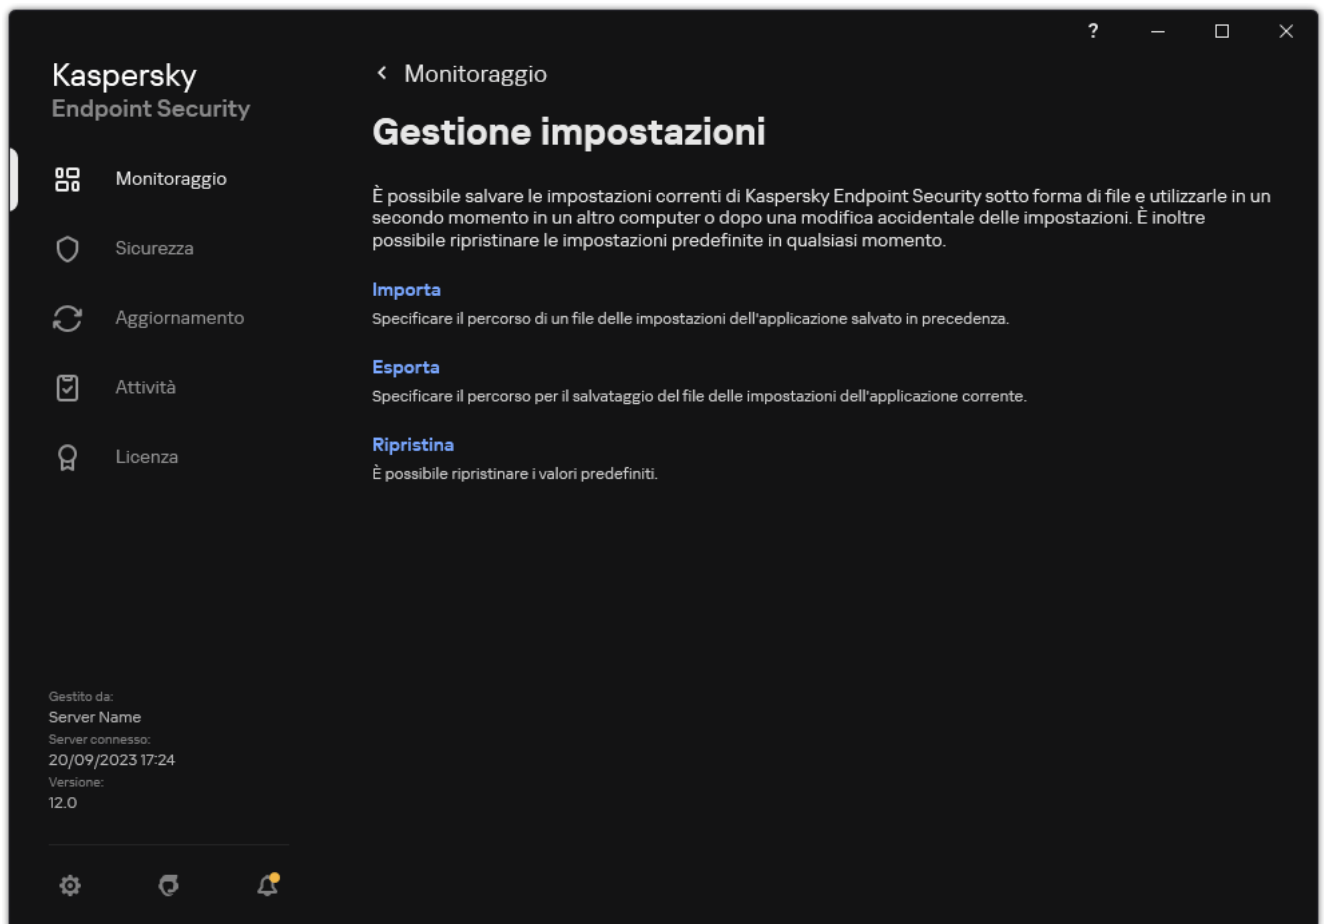 ?
Kaspersky
Endpoint Security
Monitoraggio
Sicurezza
Aggiornamento
Attività
Licenza
Gestito da:
Server Name
Server connesso:
20/09/2023 17:24
Versione:
12.0
Monitoraggio
Gestione impostazioni
È possibile salvare le impostazioni correnti di Kaspersky Endpoint Security sotto forma di file e utilizzarle in un
secondo momento in un altro computer o dopo una modifica accidentale delle impostazioni. È inoltre
possibile ripristinare le impostazioni predefinite in qualsiasi momento.
Importa
Specificare il percorso di un file delle impostazioni dell'applicazione salvato in precedenza.
Esporta
Specificare il percorso per il salvataggio del file delle impostazioni dell'applicazione corrente.
Ripristina
È possibile ripristinare i valori predefiniti.